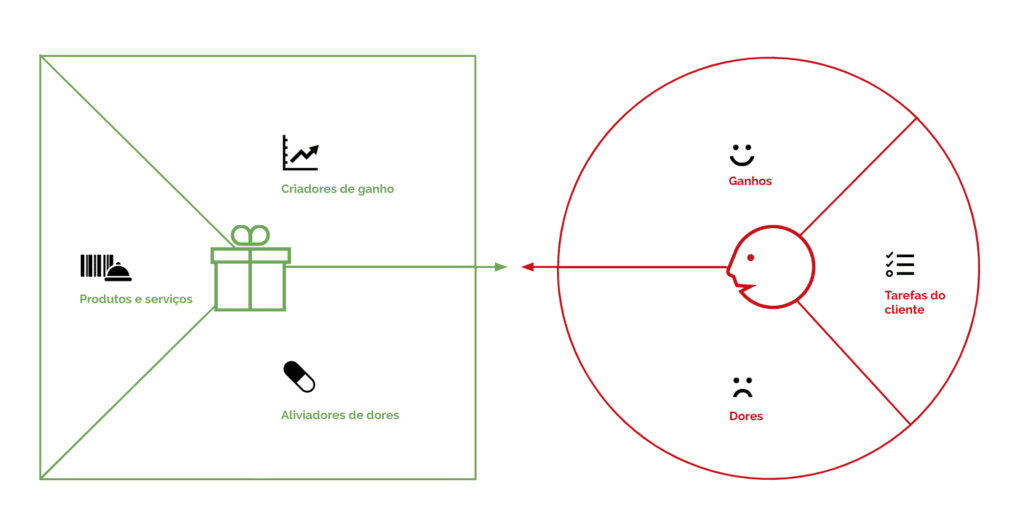 Criadores de ganho
Produtos e serviços
Aliviadores de dores
Ganhos
Tarefas do
cliente
Dores